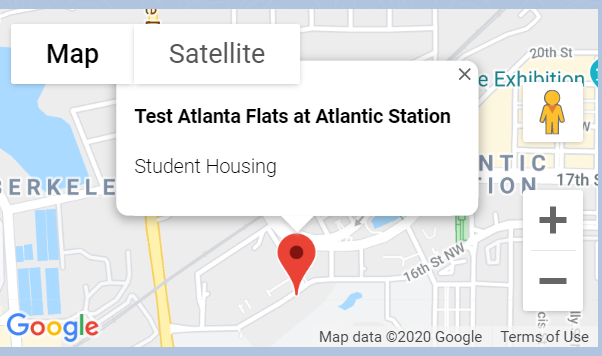 Map
Satellite
20th St
e Exhibition
Test Atlanta Flats at Atlantic Station
Student Housing
BERKELE
NTIC
ION
17th S
16th St NW
Google
Map data ©2020 Google
Terms of Use